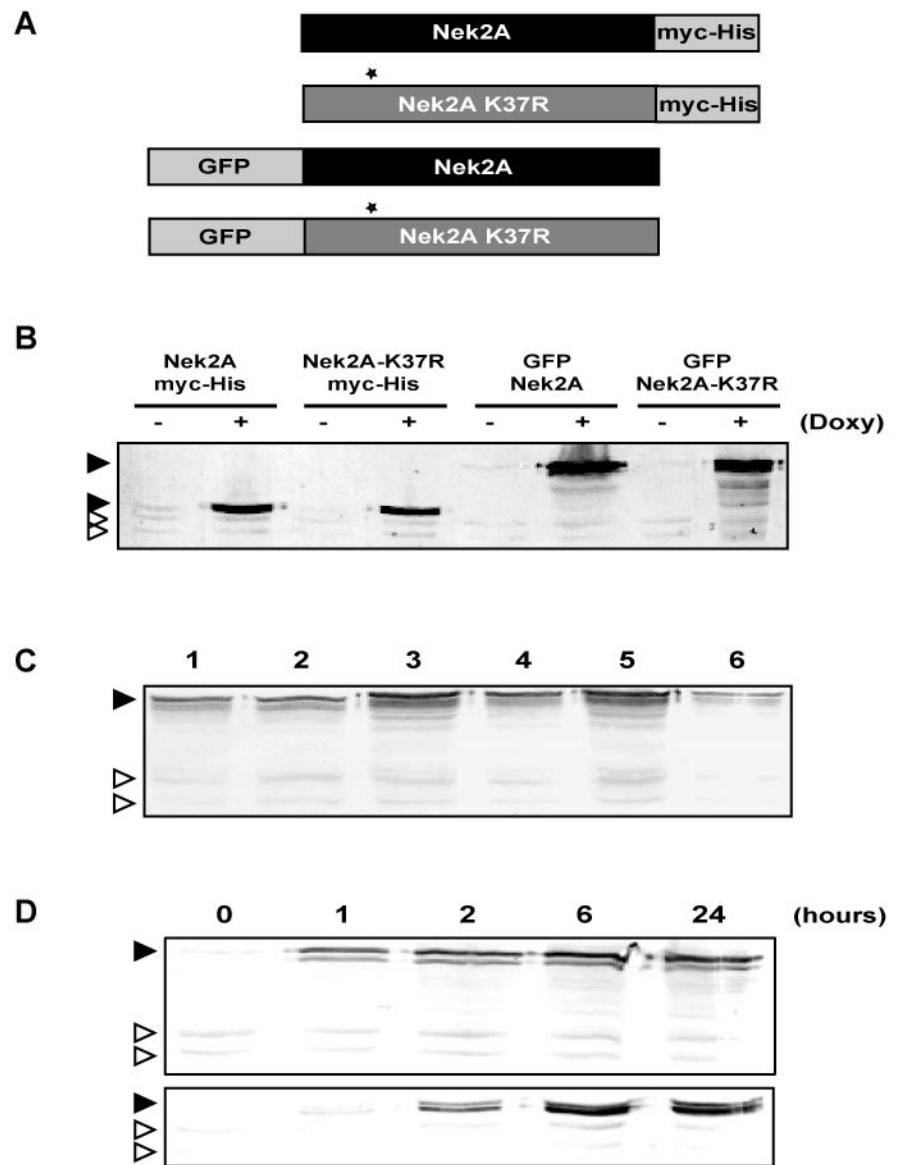 A
Nek2A myc-His
Nek2A K37R myc-His
GFP Nek2A
GFP Nek2A K37R
B
Nek2A myc-His
Nek2A-K37R myc-His
GFP Nek2A
GFP Nek2A-K37R
- + - + - + - + (Doxy)
C
1 2 3 4 5 6
D
0 1 2 6 24 (hours)